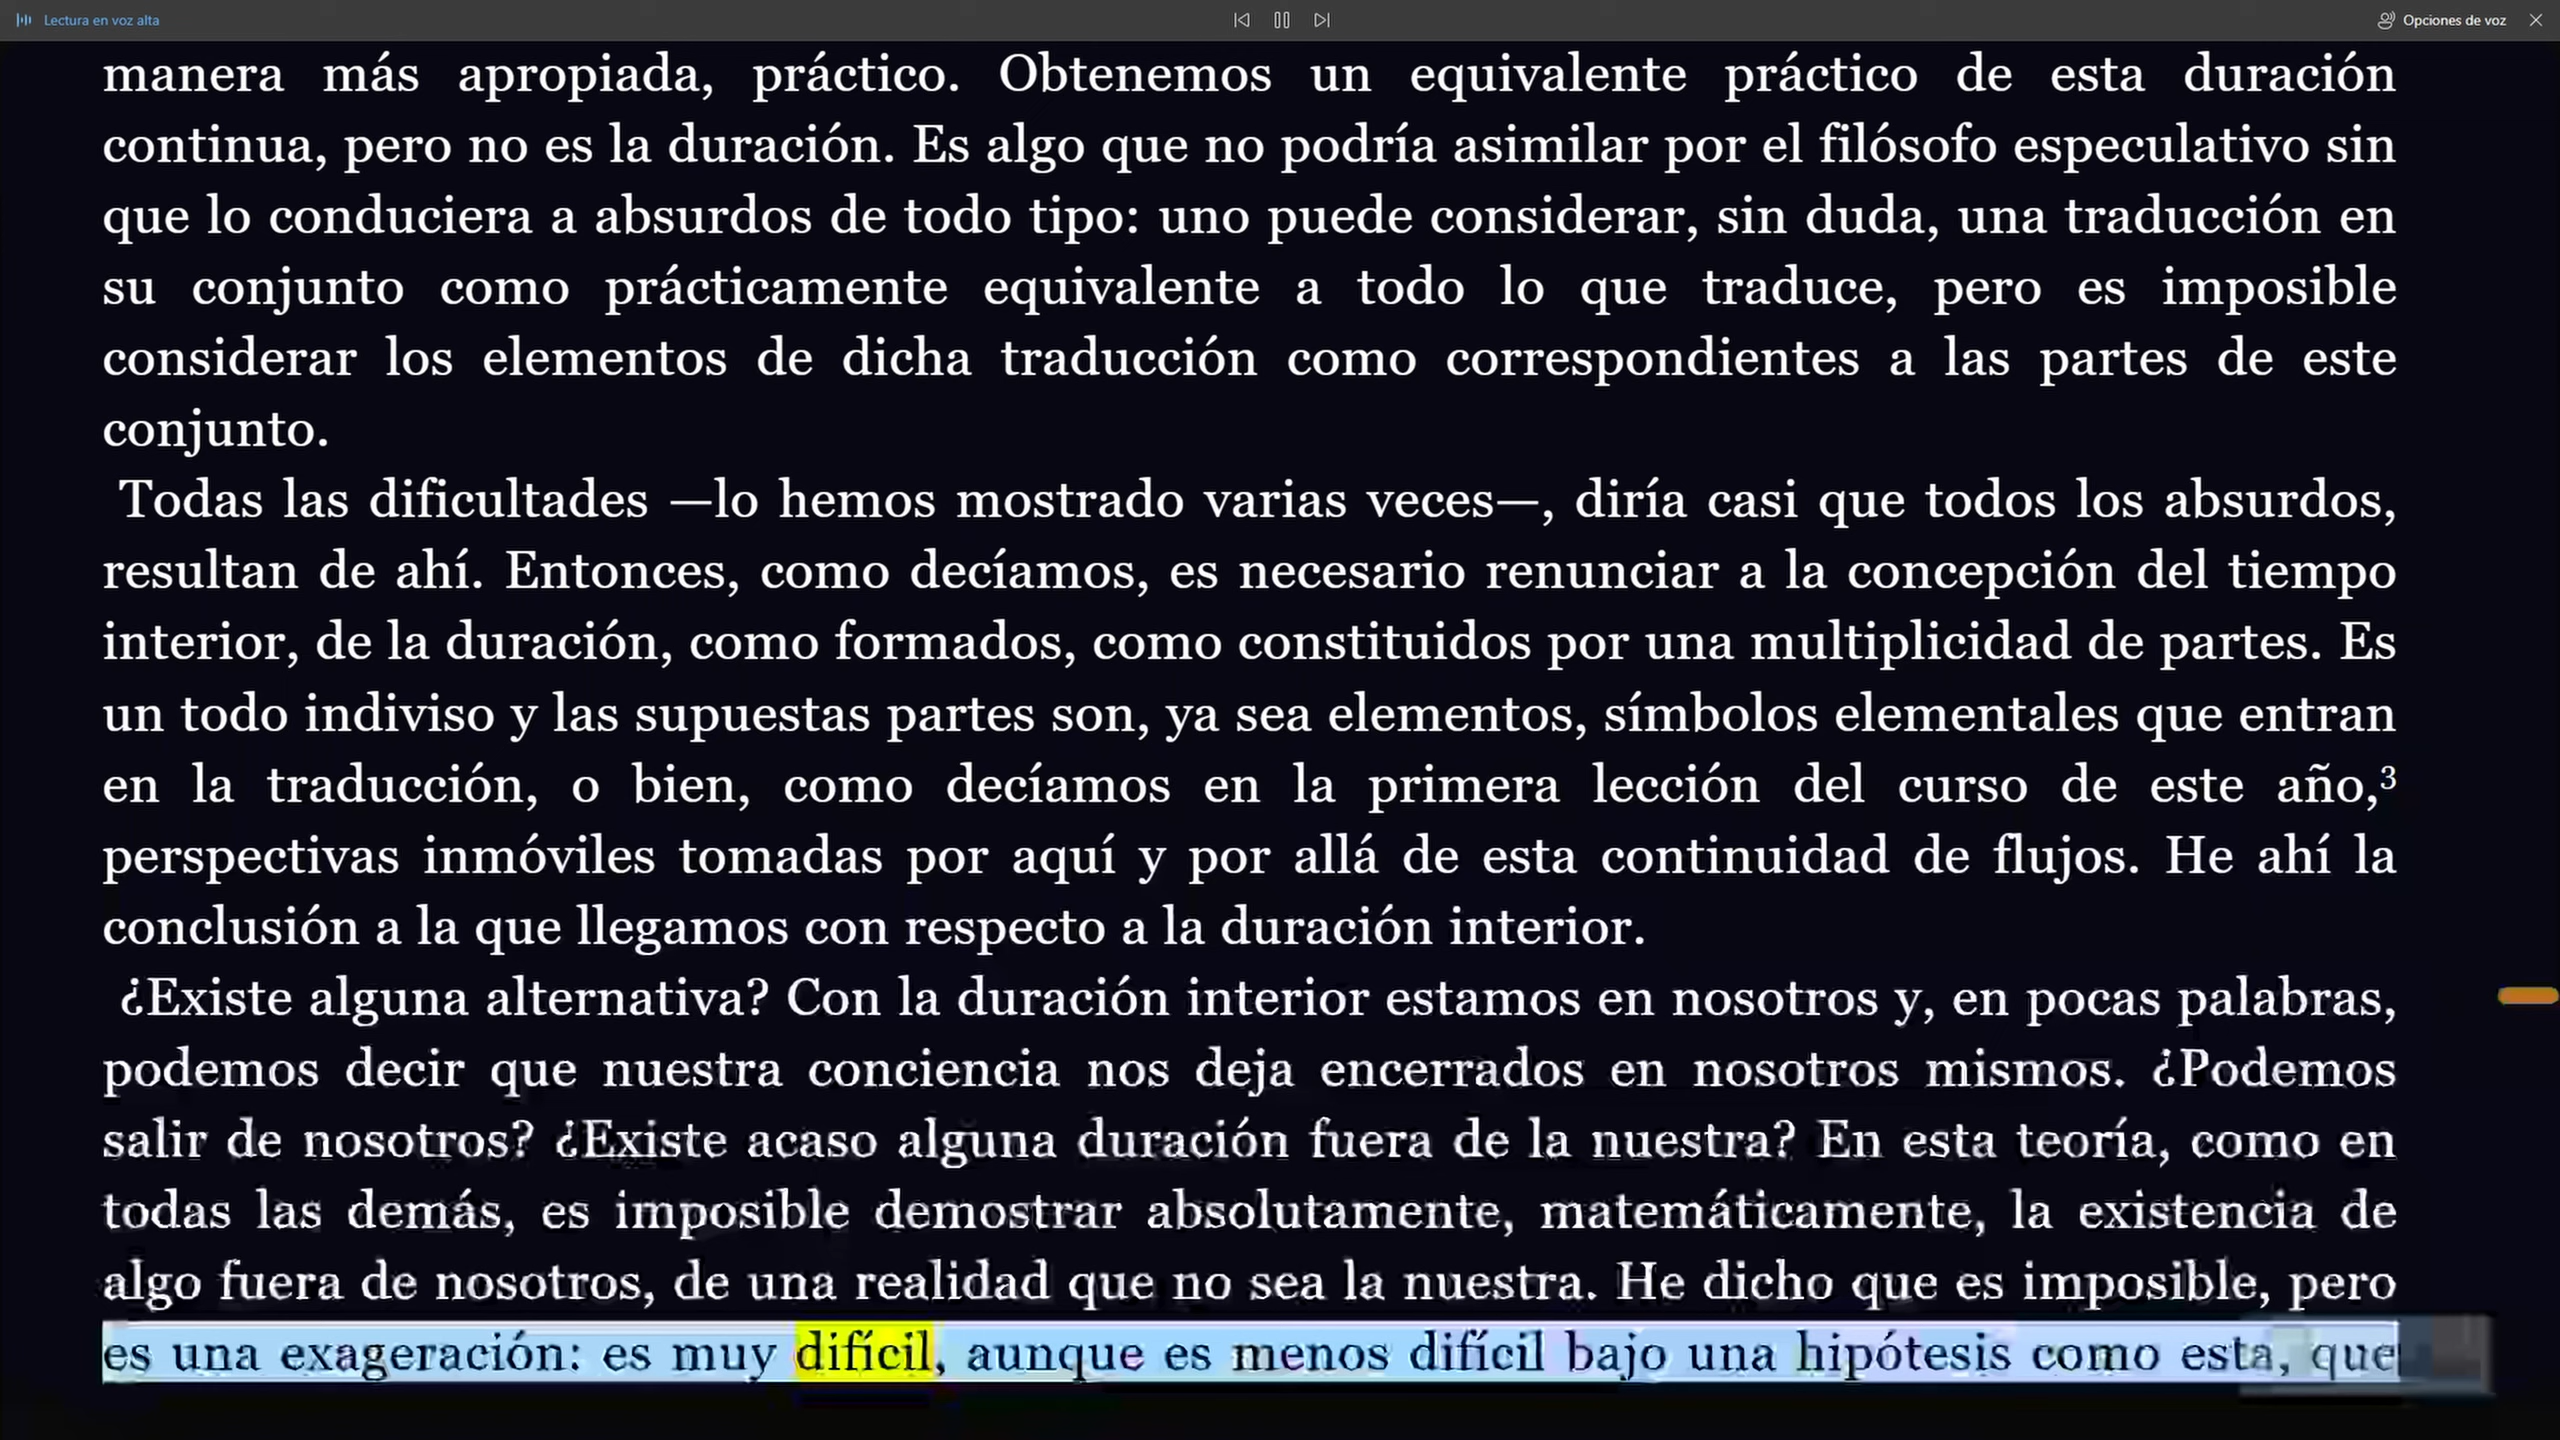 Lectura en voz alta
Opciones de voz
manera más apropiada, práctico. Obtenemos un equivalente práctico de esta duración
continua, pero no es la duración. Es algo que no podría asimilar por el filósofo especulativo sin
que lo conduciera a absurdos de todo tipo: uno puede considerar, sin duda, una traducción en
su conjunto como prácticamente equivalente a todo lo que traduce, pero es imposible
considerar los elementos de dicha traducción como correspondientes a las partes de este
conjunto.
Todas las dificultades —lo hemos mostrado varias veces—, diría casi que todos los absurdos,
resultan de ahí. Entonces, como decíamos, es necesario renunciar a la concepción del tiempo
interior, de la duración, como formados, como constituidos por una multiplicidad de partes. Es
un todo indiviso y las supuestas partes son, ya sea elementos, símbolos elementales que entran
en la traducción, o bien, como decíamos en la primera lección del curso de este año,³
perspectivas inmóviles tomadas por aquí y por allá de esta continuidad de flujos. He ahí la
conclusión a la que llegamos con respecto a la duración interior.
¿Existe alguna alternativa? Con la duración interior estamos en nosotros y, en pocas palabras,
podemos decir que nuestra conciencia nos deja encerrados en nosotros mismos. ¿Podemos
salir de nosotros? ¿Existe acaso alguna duración fuera de la nuestra? En esta teoría, como en
todas las demás, es imposible demostrar absolutamente, matemáticamente, la existencia de
algo fuera de nosotros, de una realidad que no sea la nuestra. He dicho que es imposible, pero
es una exageración: es muy difícil, aunque es menos difícil bajo una hipótesis como esta, que